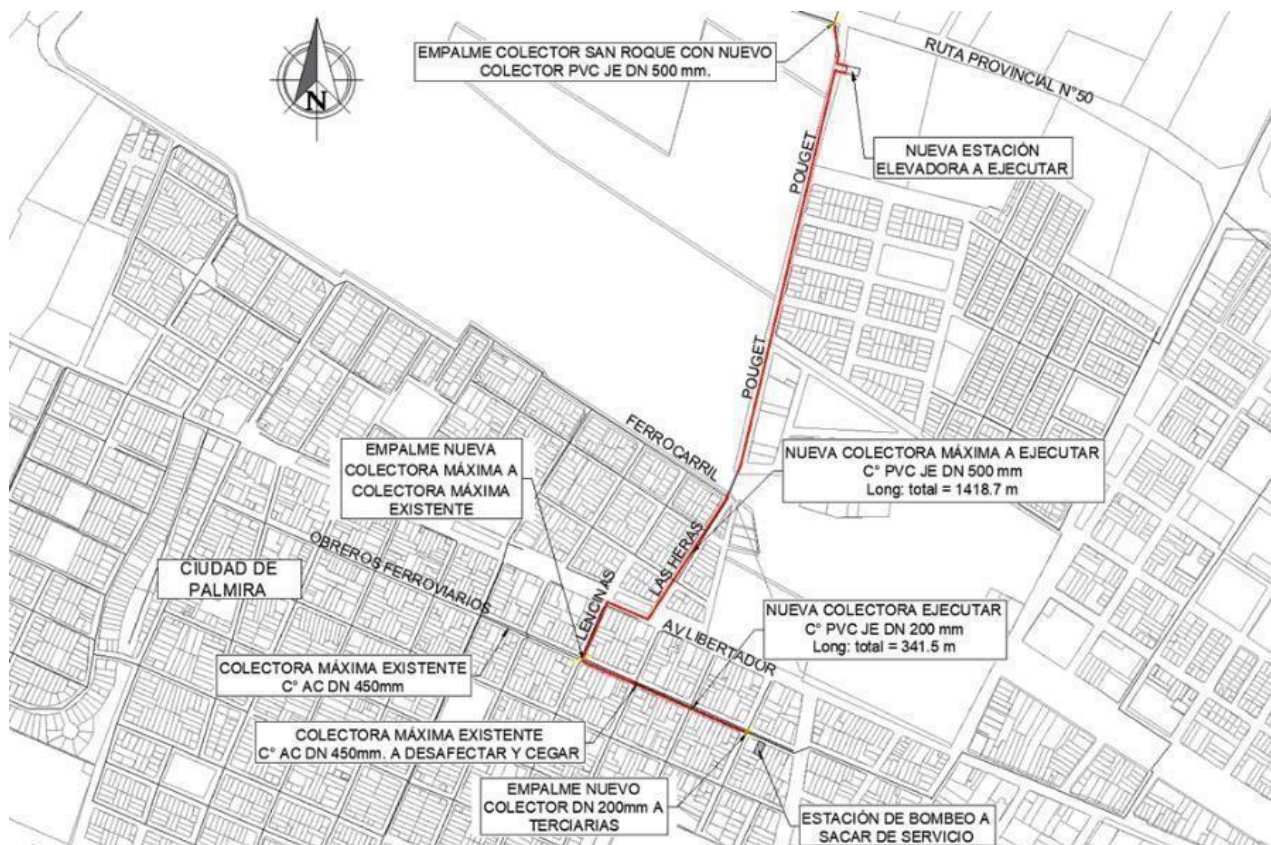 EMPALME COLECTOR SAN ROQUE CON NUEVO
COLECTOR PVC JE DN 500 mm.
RUTA PROVINCIAL N°50
N
NUEVA ESTACIÓN
ELEVADORA A EJECUTAR
POUGET
POUGET
FERROCARRIL
EMPALME NUEVA
COLECTORA MÁXIMA A
COLECTORA MÁXIMA
EXISTENTE
NUEVA COLECTORA MÁXIMA A EJECUTAR
C° PVC JE DN 500 mm
Long: total = 1418.7 m
LAS HERAS
OBREROS FERROVIARIOS
CIUDAD DE
PALMIRA
LENCINAS
AV LIBERTADOR
NUEVA COLECTORA EJECUTAR
C° PVC JE DN 200 mm
Long: total = 341.5 m
COLECTORA MÁXIMA EXISTENTE
C° AC DN 450mm
COLECTORA MÁXIMA EXISTENTE
C° AC DN 450mm. A DESAFECTAR Y CEGAR
EMPALME NUEVO
COLECTOR DN 200mm A
TERCIARIAS
ESTACIÓN DE BOMBEO A
SACAR DE SERVICIO